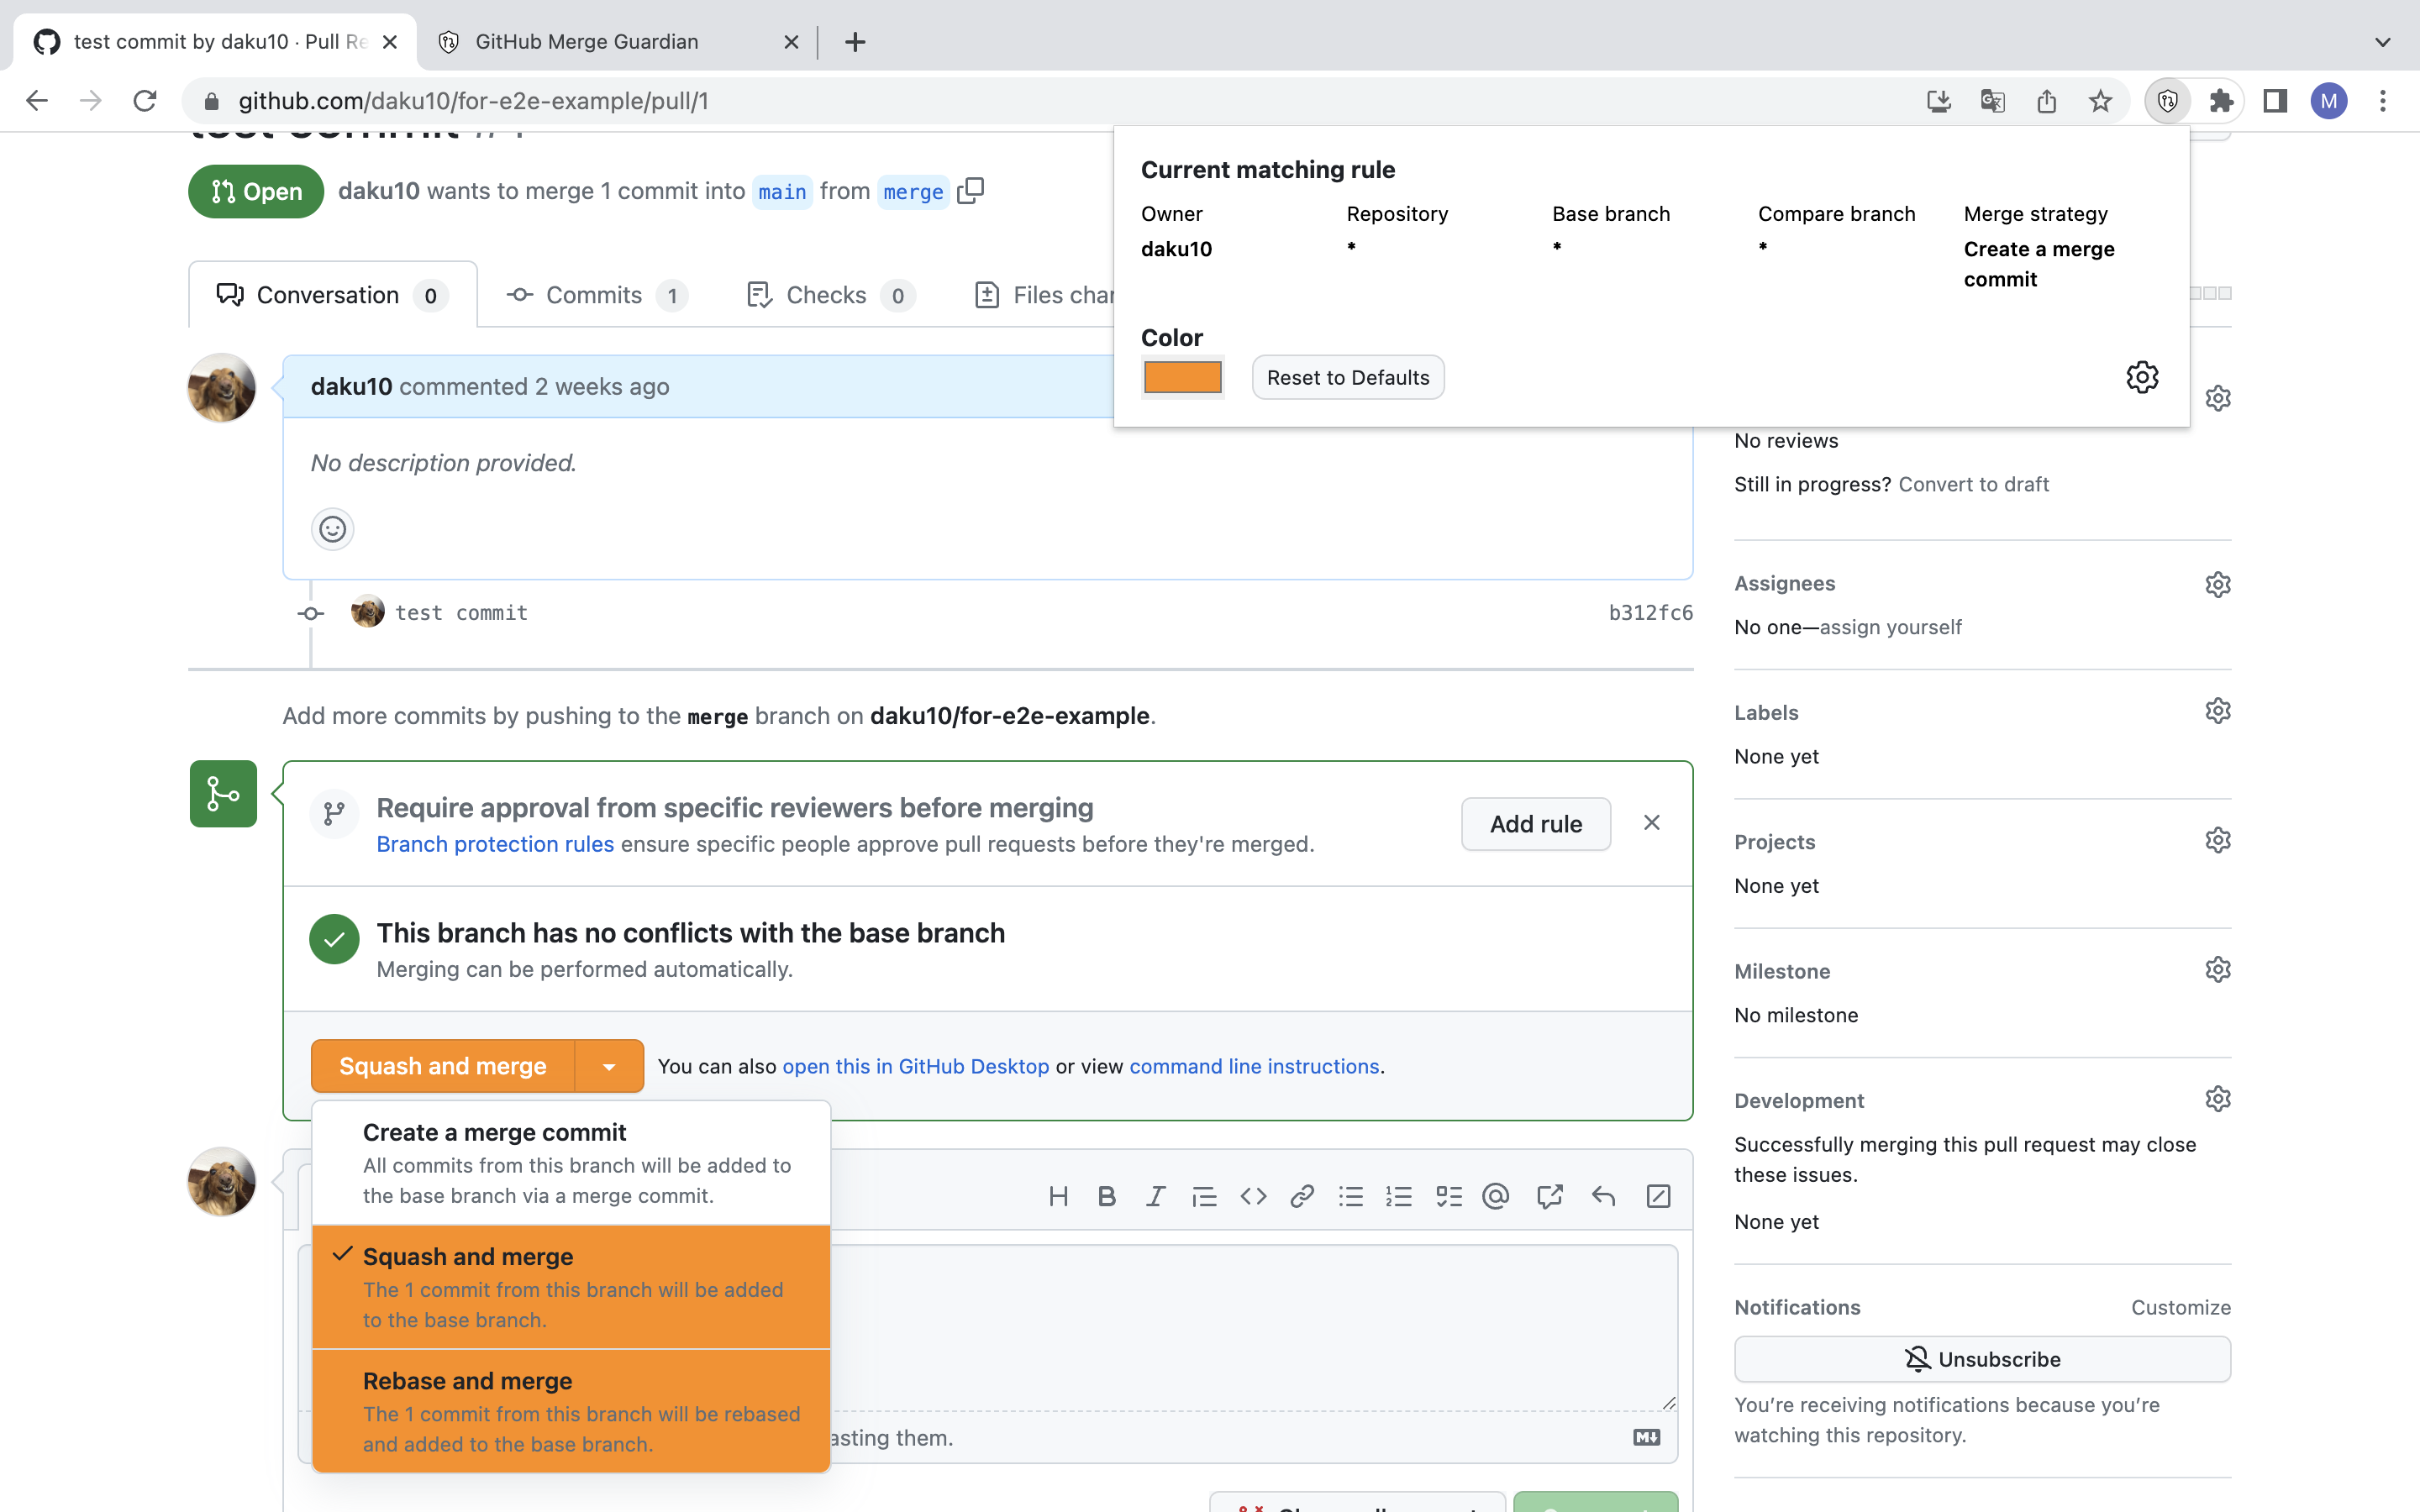 test commit by daku10 · Pull Re
GitHub Merge Guardian
github.com/daku10/for-e2e-example/pull/1
M
Open
daku10 wants to merge 1 commit into main from merge
Conversation 0
Commits 1
Checks 0
Files char
Current matching rule
Owner Repository Base branch Compare branch Merge strategy
daku10 * * * Create a merge
commit
Color
Reset to Defaults
daku10 commented 2 weeks ago
No description provided.
test commit
b312fc6
Add more commits by pushing to the merge branch on daku10/for-e2e-example.
Require approval from specific reviewers before merging
Branch protection rules ensure specific people approve pull requests before they're merged.
Add rule
This branch has no conflicts with the base branch
Merging can be performed automatically.
Squash and merge
You can also open this in GitHub Desktop or view command line instructions.
Create a merge commit
All commits from this branch will be added to
the base branch via a merge commit.
Squash and merge
The 1 commit from this branch will be added
to the base branch.
Rebase and merge
The 1 commit from this branch will be rebased
and added to the base branch.
asting them.
No reviews
Still in progress? Convert to draft
Assignees
No one—assign yourself
Labels
None yet
Projects
None yet
Milestone
No milestone
Development
Successfully merging this pull request may close
these issues.
None yet
Notifications
Customize
Unsubscribe
You’re receiving notifications because you’re
watching this repository.